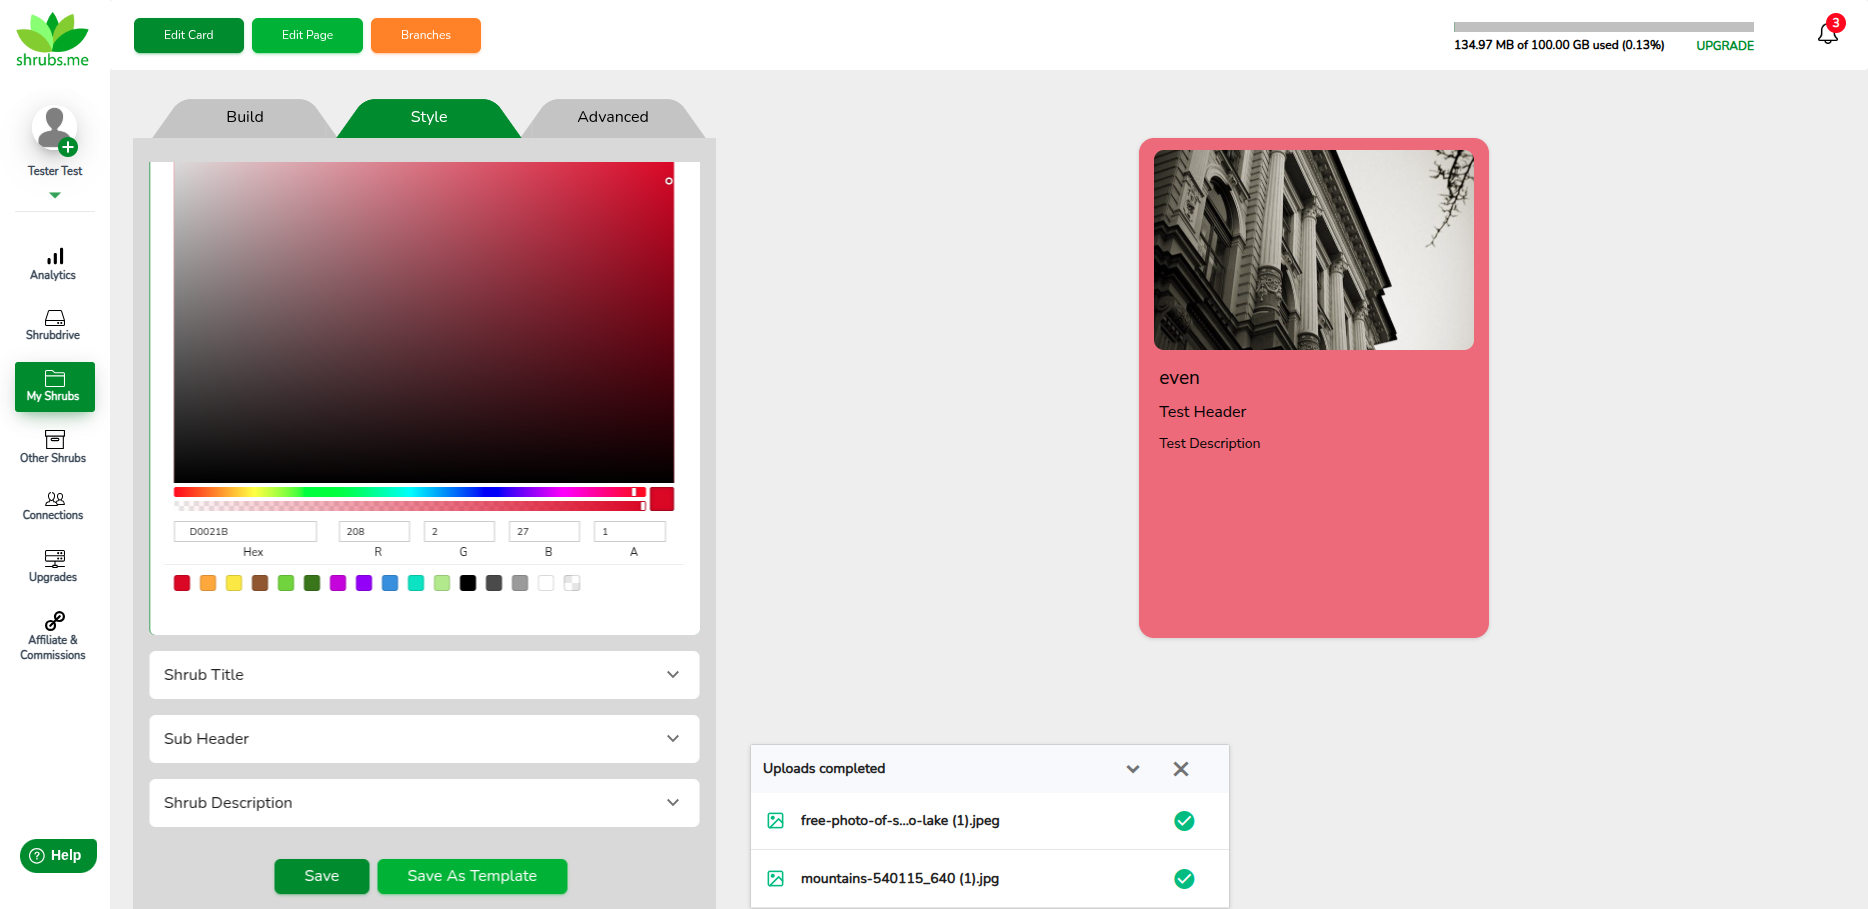 shrubs.me
Edit Card
Edit Page
Branches
134.97 MB of 100.00 GB used (0.13%)
UPGRADE
3
Tester Test
Analytics
Shrubdrive
My Shrubs
Other Shrubs
Connections
Upgrades
Affiliate &
Commissions
? Help
Build
Style
Advanced
D0021B
208
2
27
1
Hex
R
G
B
A
Shrub Title
Sub Header
Shrub Description
Save
Save As Template
even
Test Header
Test Description
Uploads completed
free-photo-of-s...o-lake (1).jpeg
mountains-540115_640 (1).jpg